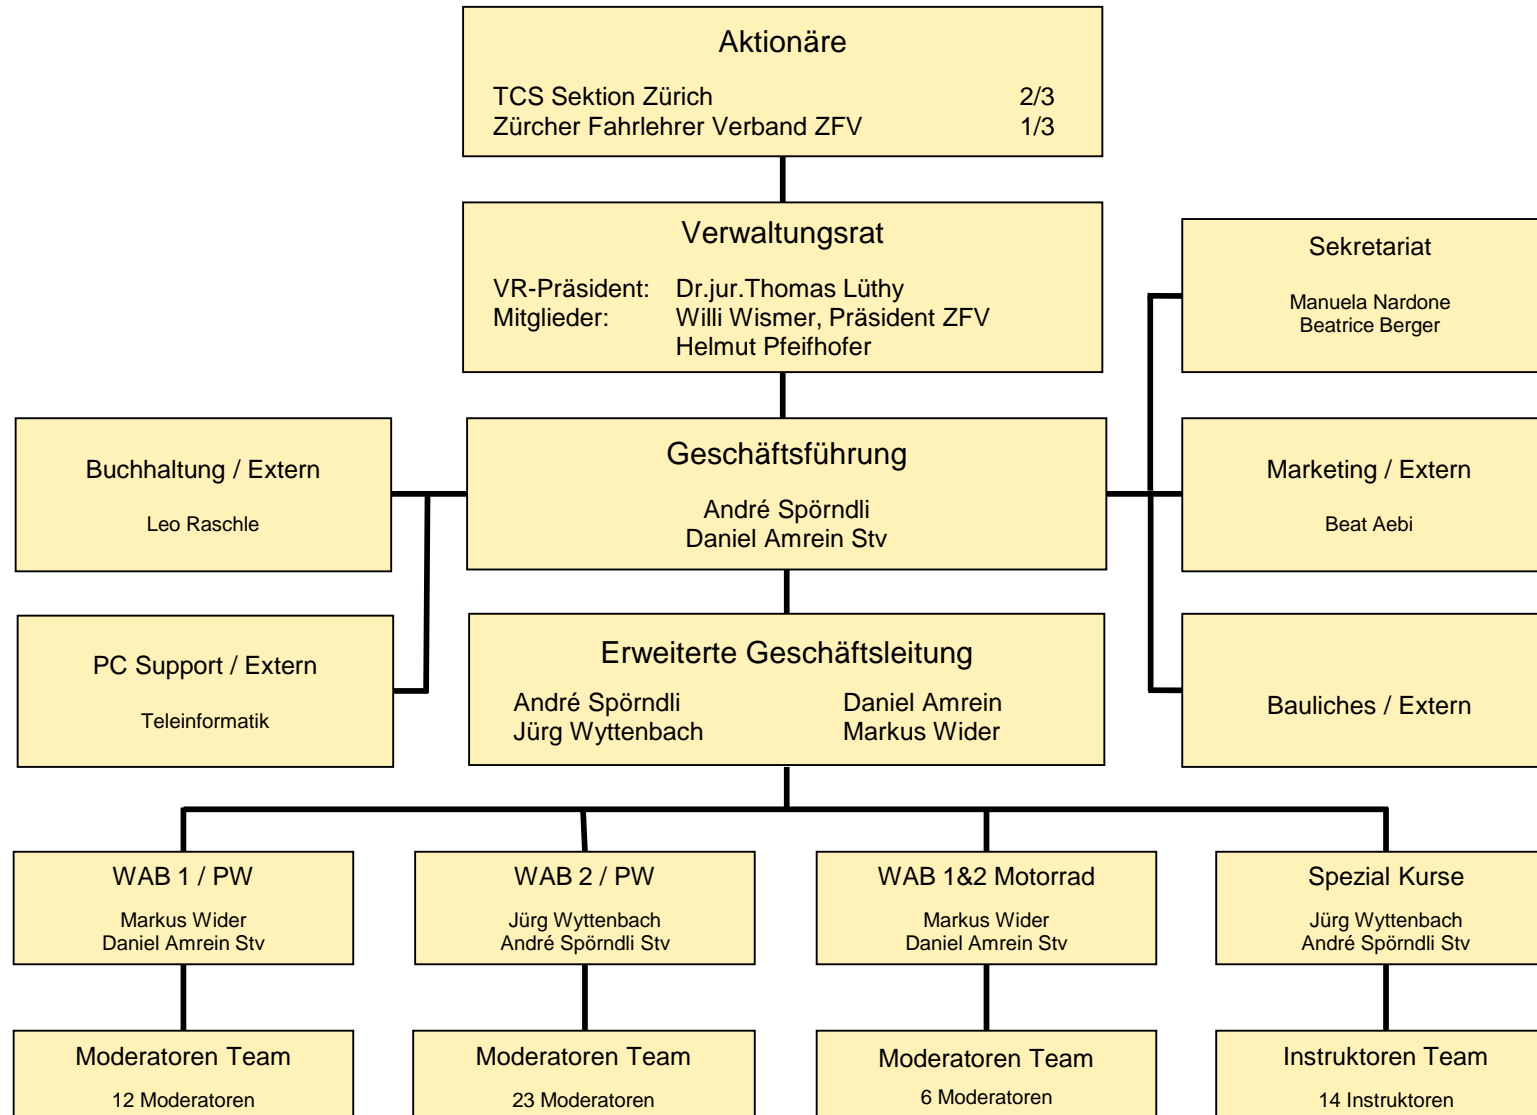 Aktionäre
TCS Sektion Zürich 2/3
Zürcher Fahrlehrer Verband ZFV 1/3
Verwaltungsrat
VR-Präsident: Dr.jur.Thomas Lüthy
Mitglieder: Willi Wismer, Präsident ZFV
Helmut Pfeifhofer
Sekretariat
Manuela Nardone
Beatrice Berger
Buchhaltung / Extern
Leo Raschle
Geschäftsführung
André Spörndli
Daniel Amrein Stv
Marketing / Extern
Beat Aebi
PC Support / Extern
Teleinformatik
Erweiterte Geschäftsleitung
André Spörndli Daniel Amrein
Jürg Wyttenbach Markus Wider
Bauliches / Extern
WAB 1 / PW
Markus Wider
Daniel Amrein Stv
WAB 2 / PW
Jürg Wyttenbach
André Spörndli Stv
WAB 1&2 Motorrad
Markus Wider
Daniel Amrein Stv
Spezial Kurse
Jürg Wyttenbach
André Spörndli Stv
Moderatoren Team
12 Moderatoren
Moderatoren Team
23 Moderatoren
Moderatoren Team
6 Moderatoren
Instruktoren Team
14 Instruktoren